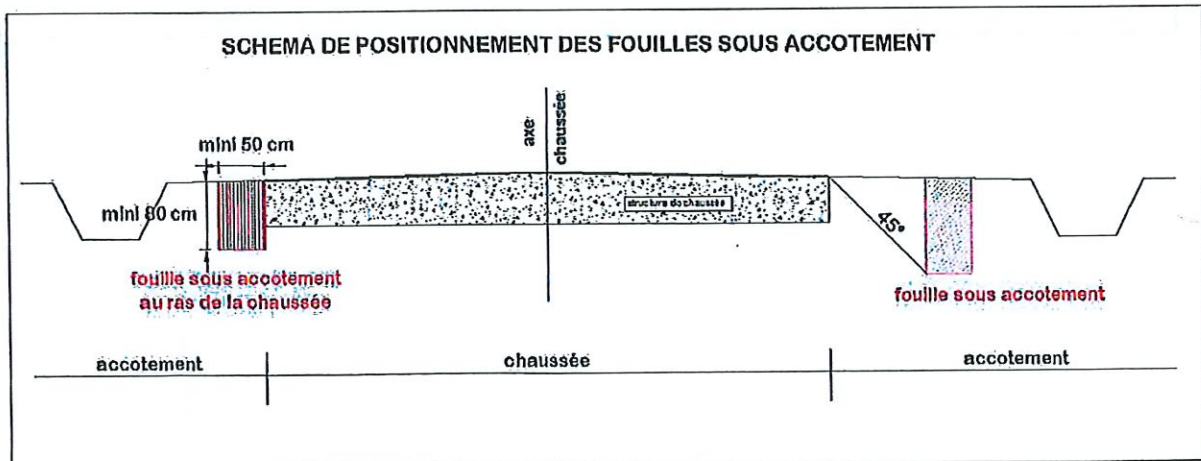 SCHEMA DE POSITIONNEMENT DES FOUILLES SOUS ACCOTEMENT
axe
chaussée
mini 50 cm
mini 80 cm
structure de chaussée
45°
fouille sous accotement
au ras de la chaussée
fouille sous accotement
accotement
chaussée
accotement